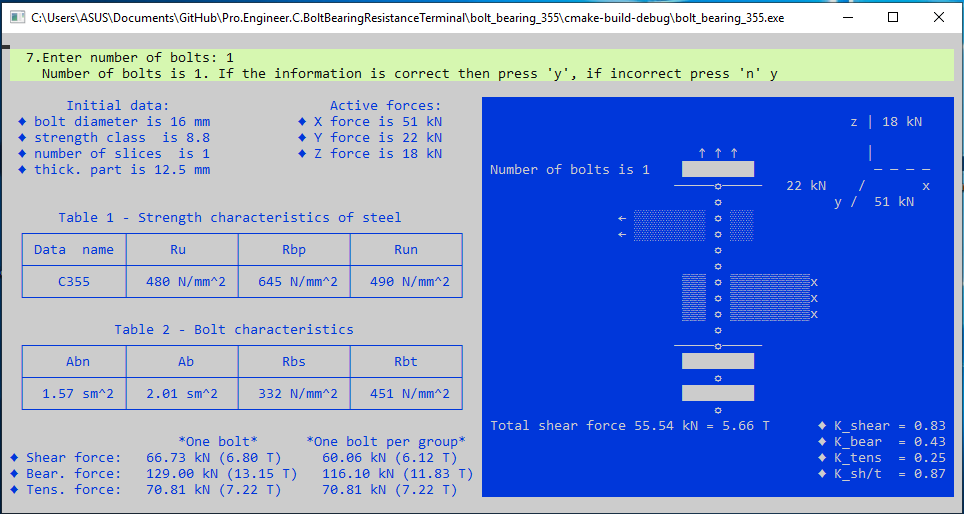 C:\Users\ASUS\Documents\GitHub\Pro.Engineer.C.BoltBearingResistanceTerminal\bolt_bearing_355\cmake-build-debug\bolt_bearing_355.exe
7.Enter number of bolts: 1
Number of bolts is 1. If the information is correct then press 'y', if incorrect press 'n' y
Initial data:
♦ bolt diameter is 16 mm
♦ strength class  is 8.8
♦ number of slices  is 1
♦ thick. part is 12.5 mm
Active forces:
♦ X force is 51 kN
♦ Y force is 22 kN
♦ Z force is 18 kN
Table 1 - Strength characteristics of steel
Data  name | Ru | Rbp | Run
C355 | 480 N/mm^2 | 645 N/mm^2 | 490 N/mm^2
Table 2 - Bolt characteristics
Abn | Ab | Rbs | Rbt
1.57 sm^2 | 2.01 sm^2 | 332 N/mm^2 | 451 N/mm^2
*One bolt*   *One bolt per group*
♦ Shear force:   66.73 kN (6.80 T)   60.06 kN (6.12 T)
♦ Bear. force:   129.00 kN (13.15 T)   116.10 kN (11.83 T)
♦ Tens. force:   70.81 kN (7.22 T)   70.81 kN (7.22 T)
z | 18 kN
↑ ↑ ↑   |
Number of bolts is 1   – – – –
22 kN   /   x
y /  51 kN
←
←
x
x
x
Total shear force 55.54 kN = 5.66 T
♦ K_shear = 0.83
♦ K_bear  = 0.43
♦ K_tens  = 0.25
♦ K_sh/t  = 0.87